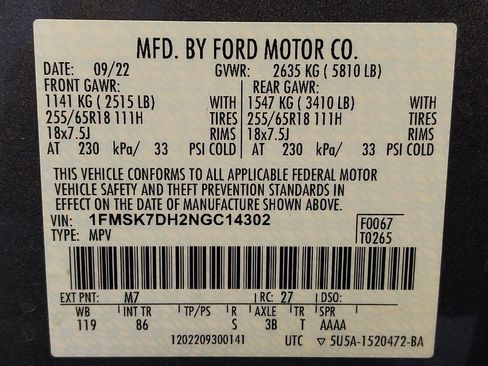 MFD. BY FORD MOTOR CO.
DATE: 09/22 GVWR: 2635 KG ( 5810 LB)
FRONT GAWR: REAR GAWR:
1141 KG ( 2515 LB) WITH 1547 KG ( 3410 LB) WITH
255/65R18 111H TIRES 255/65R18 111H TIRES
18x7.5J RIMS 18x7.5J RIMS
AT 230 kPa/ 33 PSI COLD AT 230 kPa/ 33 PSI COLD
THIS VEHICLE CONFORMS TO ALL APPLICABLE FEDERAL MOTOR
VEHICLE SAFETY AND THEFT PREVENTION STANDARDS IN
EFFECT ON THE DATE OF MANUFACTURE SHOWN ABOVE.
VIN: 1FMSK7DH2NGC14302 F0067
TYPE: MPV T0265
EXT PNT: M7 RC: 27 DSO:
WB INT TR TP/PS R AXLE TR SPR
119 86 S 3B T AAAA
1202209300141 UTC ▽ 5U5A-1520472-BA